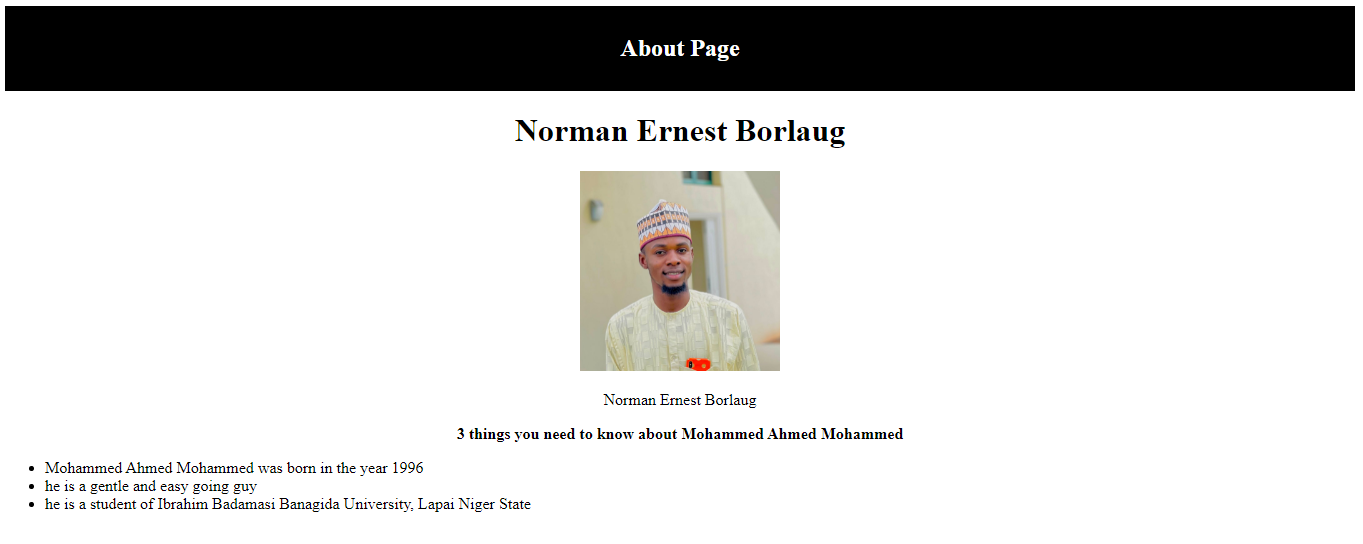 About Page
Norman Ernest Borlaug
Norman Ernest Borlaug
3 things you need to know about Mohammed Ahmed Mohammed
• Mohammed Ahmed Mohammed was born in the year 1996
• he is a gentle and easy going guy
• he is a student of Ibrahim Badamasi Banagida University, Lapai Niger State